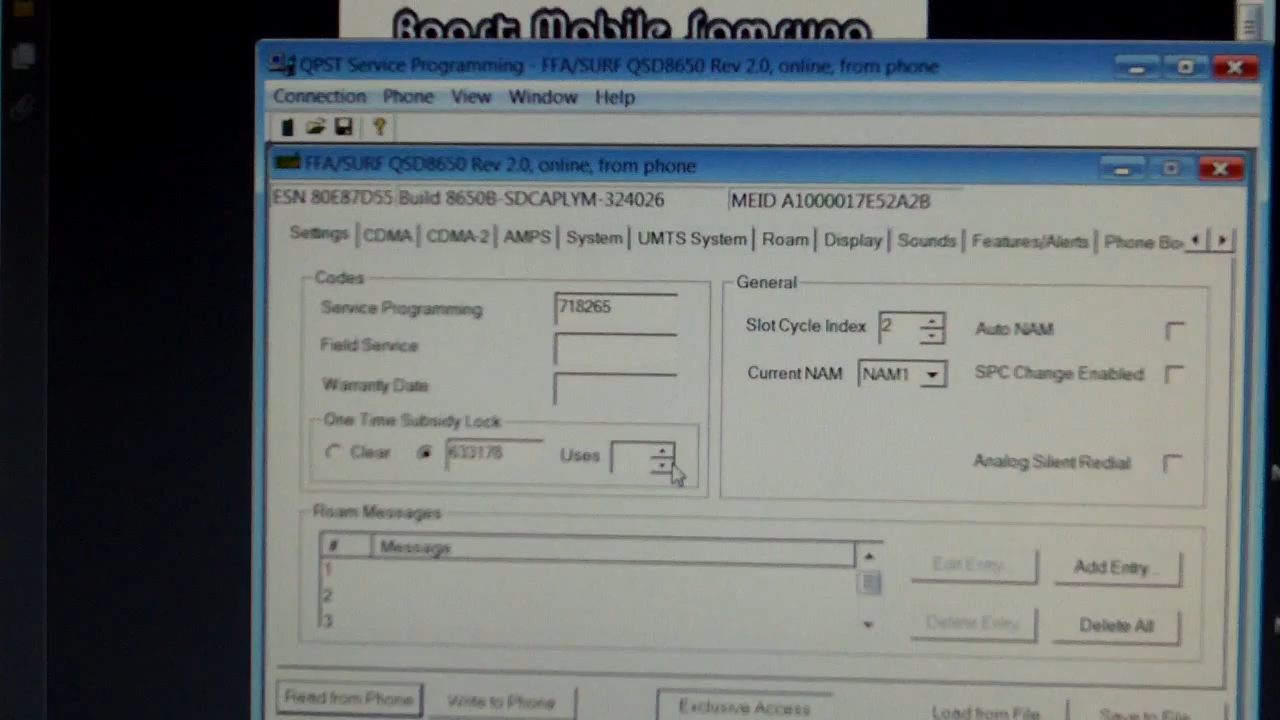 Boost Mobile Samsung
QPST Service Programming - FFA/SURF QSD8650 Rev 2.0, online, from phone
Connection Phone View Window Help
FFA/SURF QSD8650 Rev 2.0, online, from phone
ESN 80E87D55 Build 8650B-SDCAPLYM-324026 MEID A1000017E52A2B
Settings CDMA CDMA-2 AMPS System UMTS System Roam Display Sounds Features/Alerts Phone Bo
Codes
Service Programming 718265
Field Service
Warranty Date
One Time Subsidy Lock
Clear 633178 Uses
General
Slot Cycle Index 2 Auto NAM
Current NAM NAM1 SPC Change Enabled
Analog Silent Redial
Roam Messages
# Message
1
2
3
Edit Entry... Add Entry...
Delete Entry Delete All
Read from Phone Write to Phone Exclusive Access Load from File Save to File